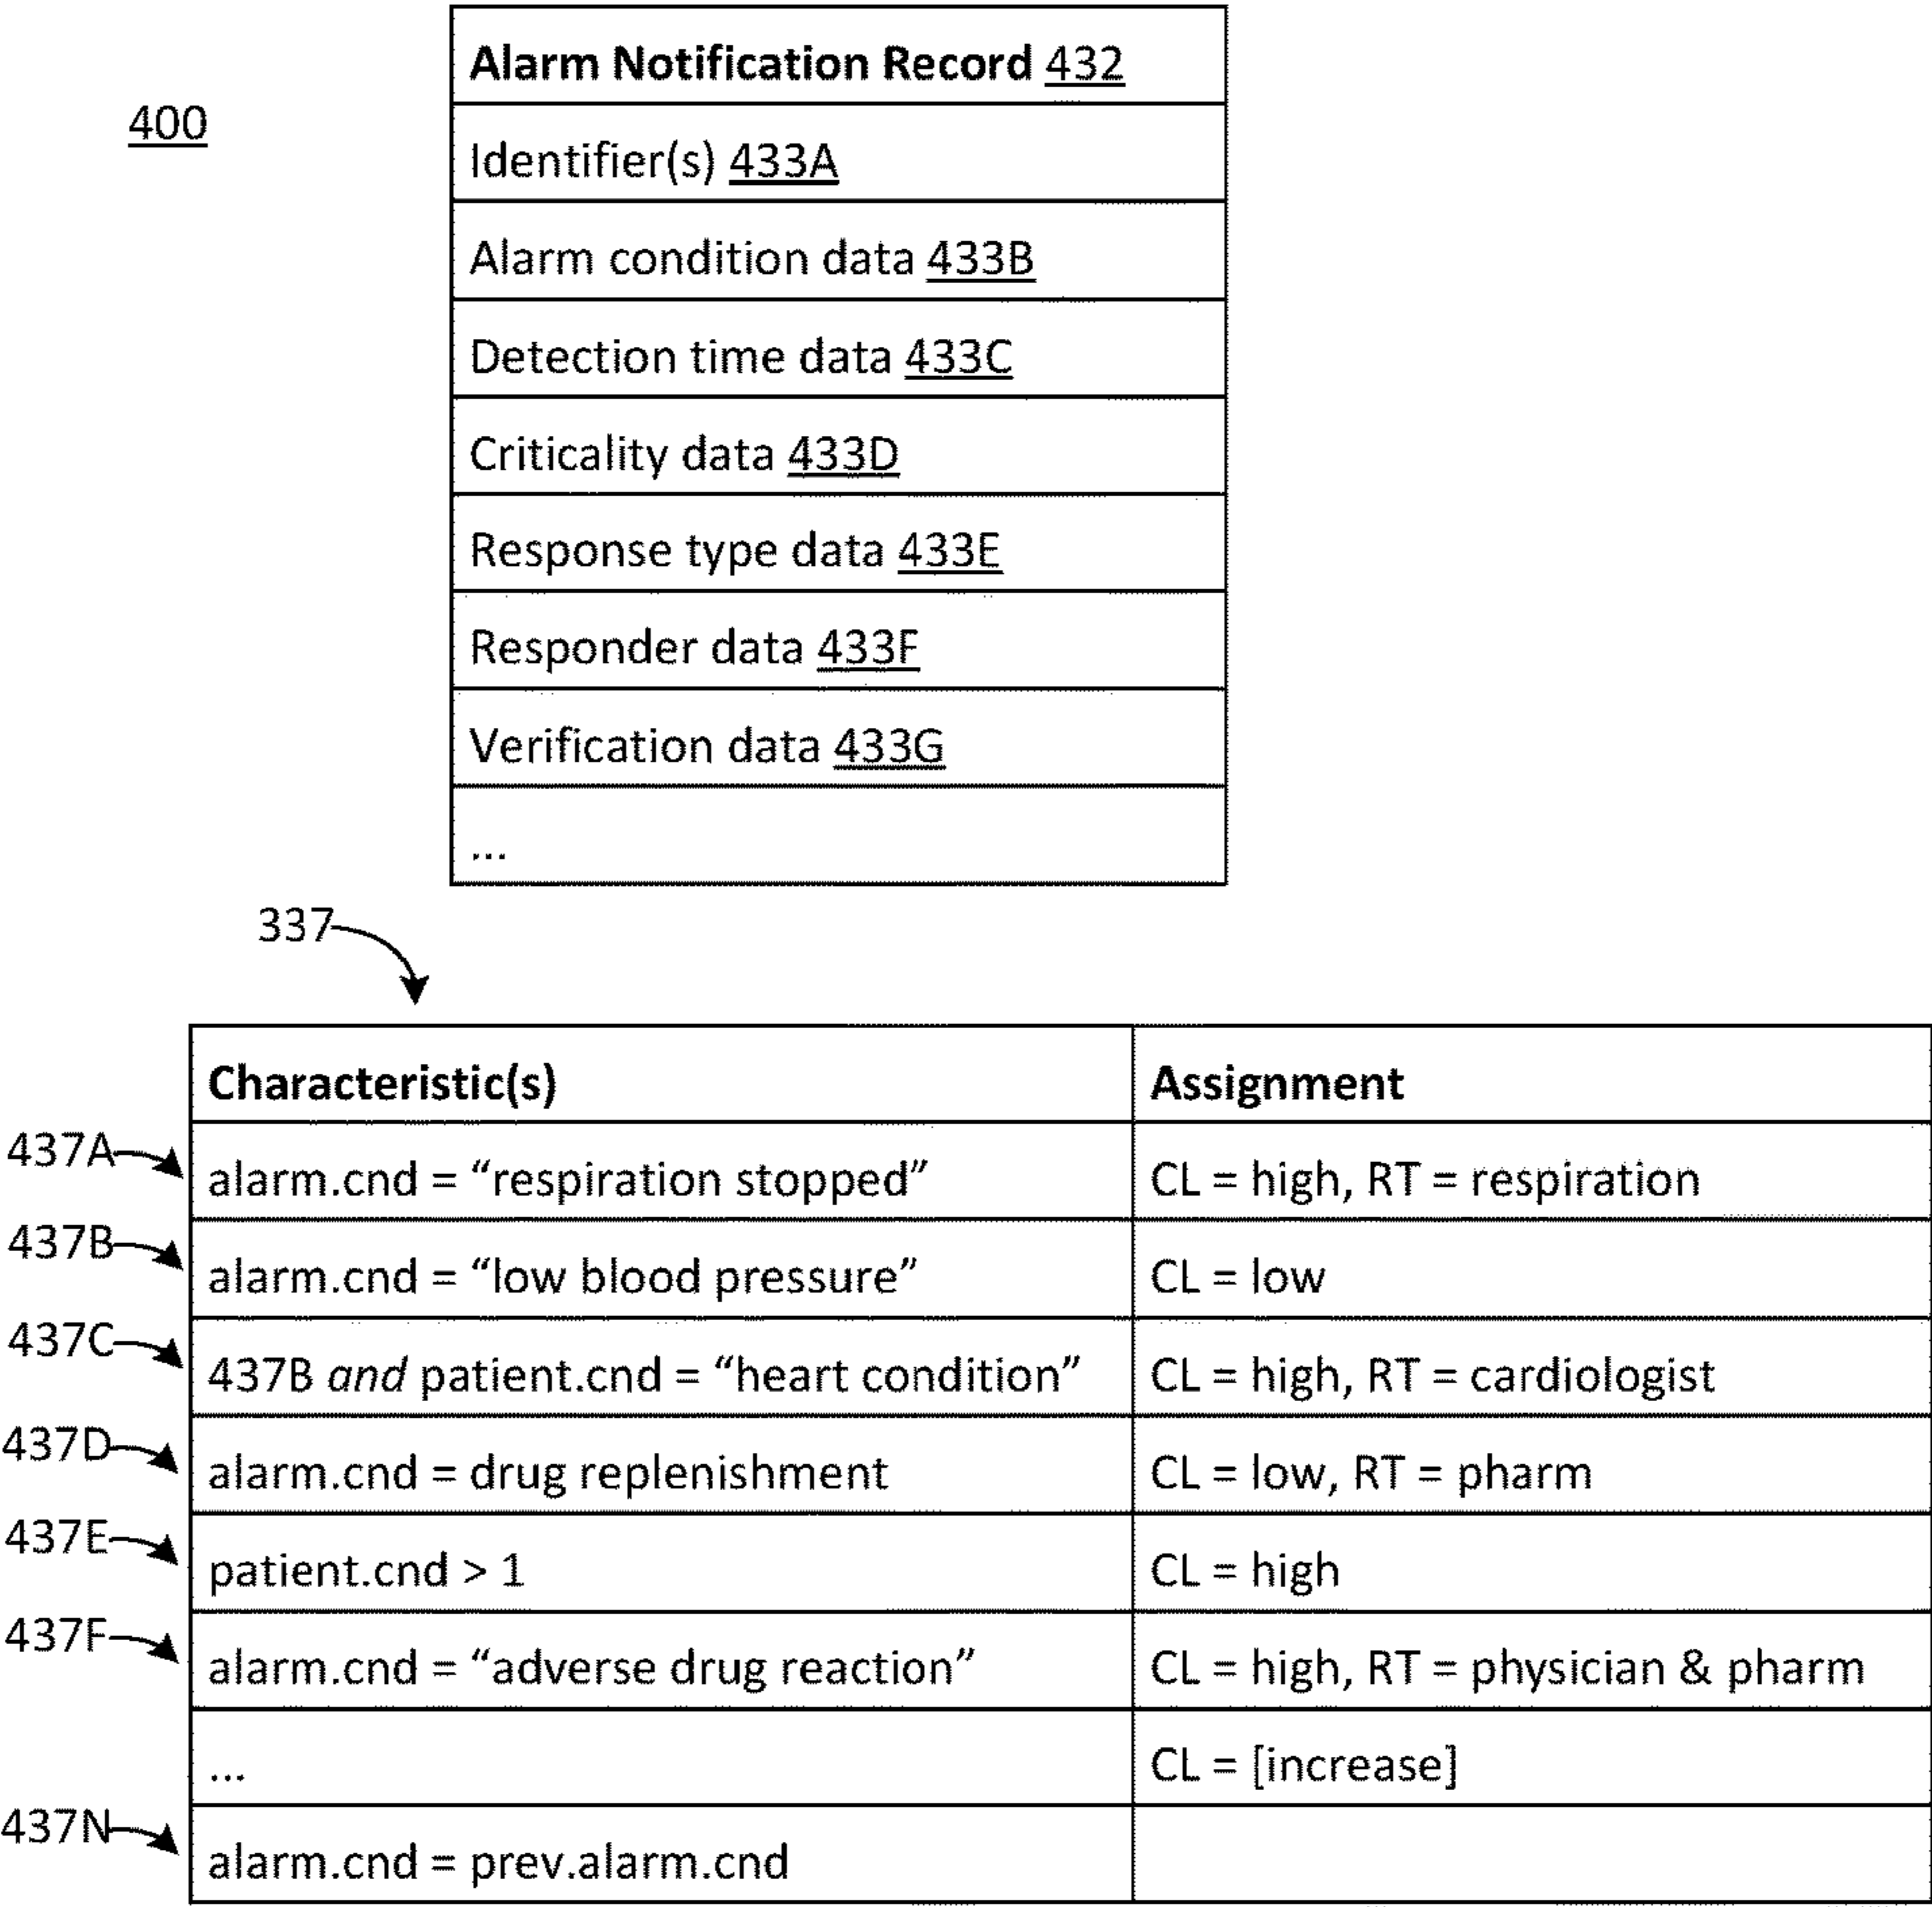 400
Alarm Notification Record 432
Identifier(s) 433A
Alarm condition data 433B
Detection time data 433C
Criticality data 433D
Response type data 433E
Responder data 433F
Verification data 433G
...
337
Characteristic(s) Assignment
437A alarm.cnd = “respiration stopped” CL = high, RT = respiration
437B alarm.cnd = “low blood pressure” CL = low
437C 437B and patient.cnd = “heart condition” CL = high, RT = cardiologist
437D alarm.cnd = drug replenishment CL = low, RT = pharm
437E patient.cnd > 1 CL = high
437F alarm.cnd = “adverse drug reaction” CL = high, RT = physician & pharm
... CL = [increase]
437N alarm.cnd = prev.alarm.cnd